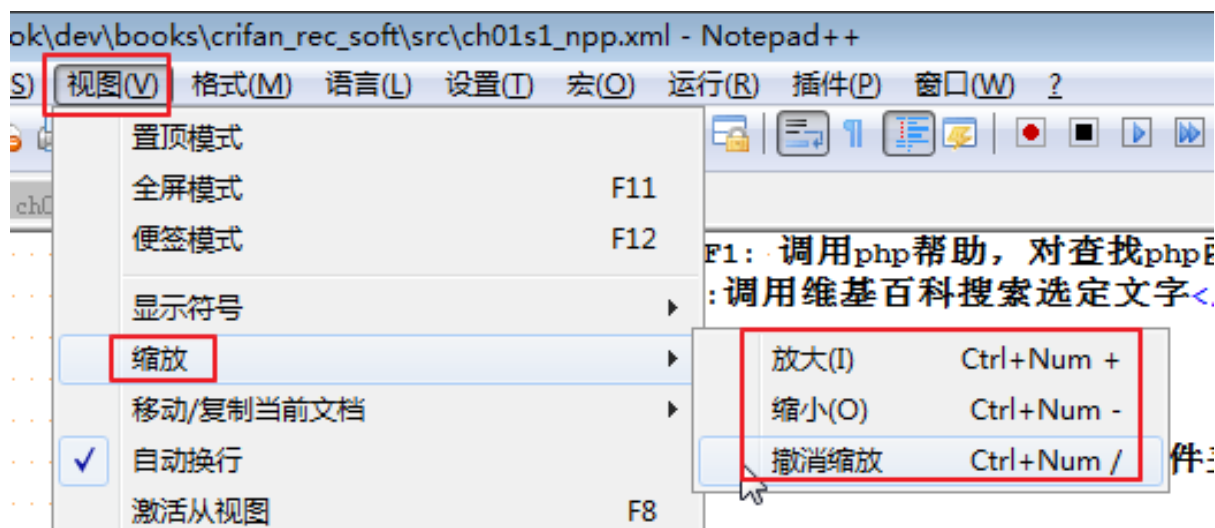 ok\dev\books\crifan_rec_soft\src\ch01s1_npp.xml - Notepad++
S) 视图(V) 格式(M) 语言(L) 设置(T) 宏(O) 运行(R) 插件(P) 窗口(W) ?
置顶模式
全屏模式 F11
ch0
便签模式 F12
F1: 调用php帮助，对查找php
显示符号
:调用维基百科搜索选定文字<
缩放
放大(I) Ctrl+Num +
移动/复制当前文档
缩小(O) Ctrl+Num -
自动换行
撤消缩放 Ctrl+Num /
件
激活从视图 F8